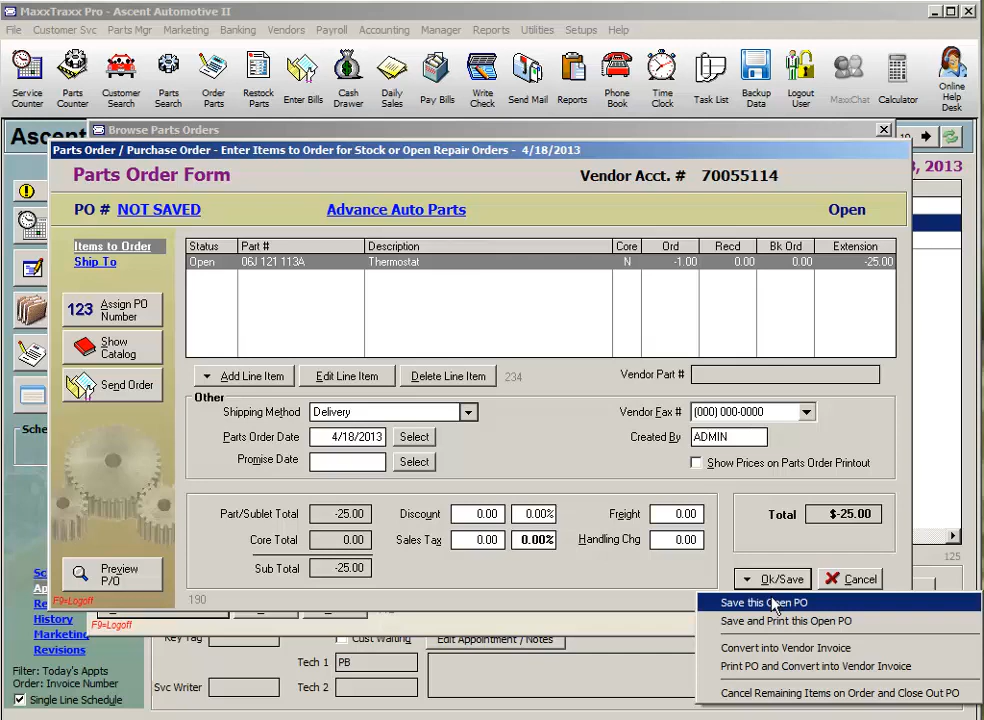 MaxxTraxx Pro - Ascent Automotive II
File Customer Svc Parts Mgr Marketing Banking Vendors Payroll Accounting Manager Reports Utilities Setups Help
Service Counter
Parts Counter
Customer Search
Parts Search
Order Parts
Restock Parts
Enter Bills
Cash Drawer
Daily Sales
Pay Bills
Write Check
Send Mail
Reports
Phone Book
Time Clock
Task List
Backup Data
Logout User
MaxxChat
Calculator
Online Help Desk
Browse Parts Orders
Parts Order / Purchase Order - Enter Items to Order for Stock or Open Repair Orders - 4/18/2013
Parts Order Form
Vendor Acct. # 70055114
3, 2013
PO # NOT SAVED
Advance Auto Parts
Open
Items to Order
Ship To
Status Part # Description Core Ord Recd Bk Ord Extension
Open 06J 121 113A Thermostat N -1.00 0.00 0.00 -25.00
123 Assign PO Number
Show Catalog
Send Order
Add Line Item
Edit Line Item
Delete Line Item
234
Vendor Part #
Other
Shipping Method Delivery
Vendor Fax # (000) 000-0000
Parts Order Date 4/18/2013 Select
Created By ADMIN
Promise Date Select
Show Prices on Parts Order Printout
Part/Sublet Total -25.00
Discount 0.00 0.00%
Freight 0.00
Total $-25.00
Core Total 0.00
Sales Tax 0.00 0.00%
Handling Chg 0.00
Sub Total -25.00
125
Preview P/O
Ok/Save
Cancel
F9=Logoff
190
Save this Open PO
Save and Print this Open PO
Convert into Vendor Invoice
Print PO and Convert into Vendor Invoice
Cancel Remaining Items on Order and Close Out PO
F9=Logoff
History
Marketing
Revisions
Key Tag
Cust Waiting
Edit Appointment / Notes
Tech 1 PB
Svc Writer
Tech 2
Filter: Today's Appts
Order: Invoice Number
Single Line Schedule